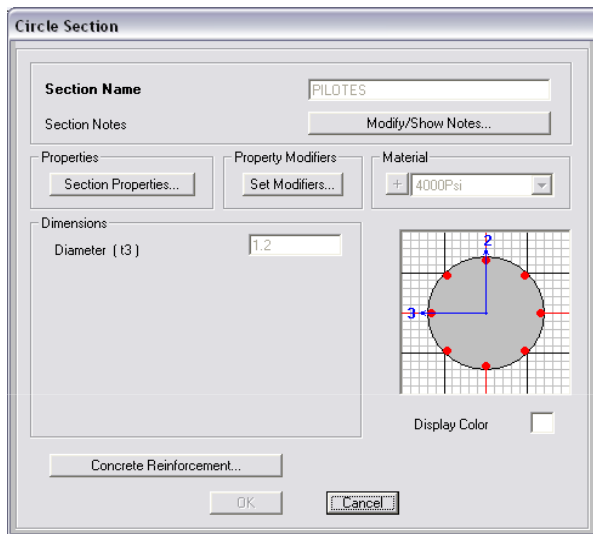 Circle Section
Section Name PILOTES
Section Notes Modify/Show Notes...
Properties Property Modifiers Material
Section Properties... Set Modifiers... + 4000Psi
Dimensions
Diameter ( t3 ) 1.2
2
3
Display Color
Concrete Reinforcement...
OK Cancel